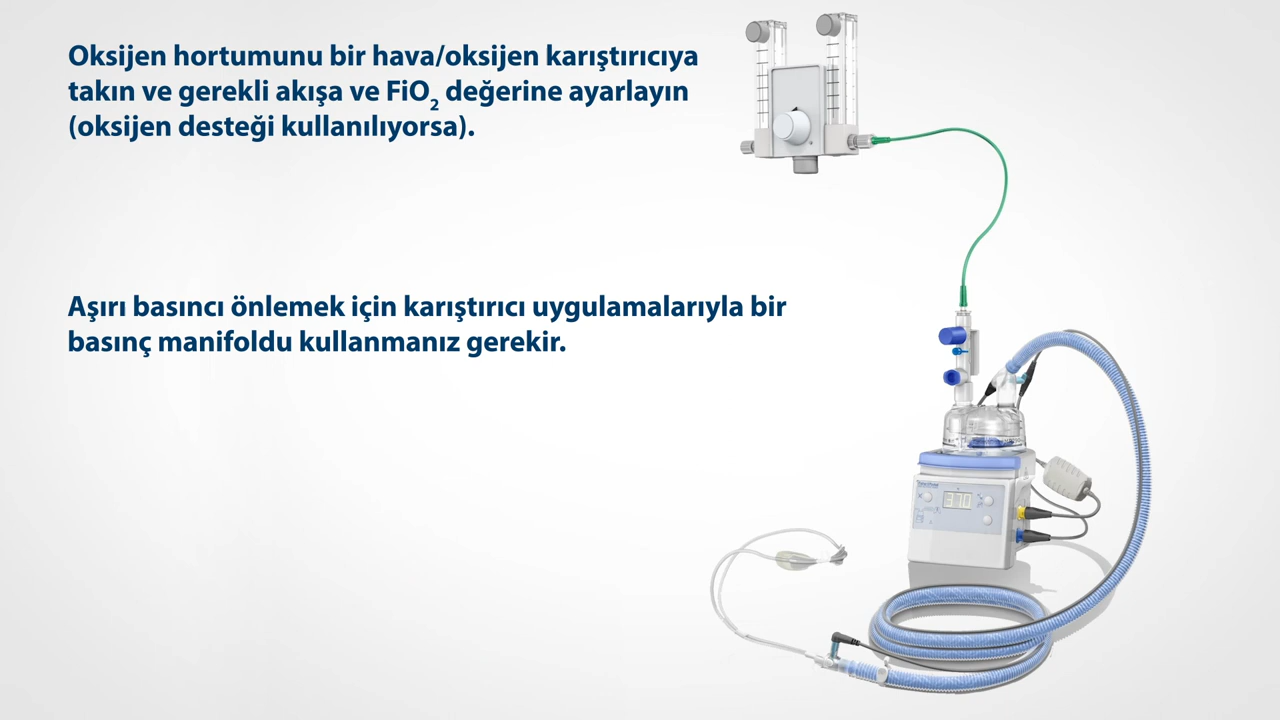 Oksijen hortumunu bir hava/oksijen karıştırıcıya
takın ve gerekli akışa ve FiO₂ değerine ayarlayın
(oksijen desteği kullanılıyorsa).
Aşırı basıncı önlemek için karıştırıcı uygulamalarıyla bir
basınç manifoldu kullanmanız gerekir.